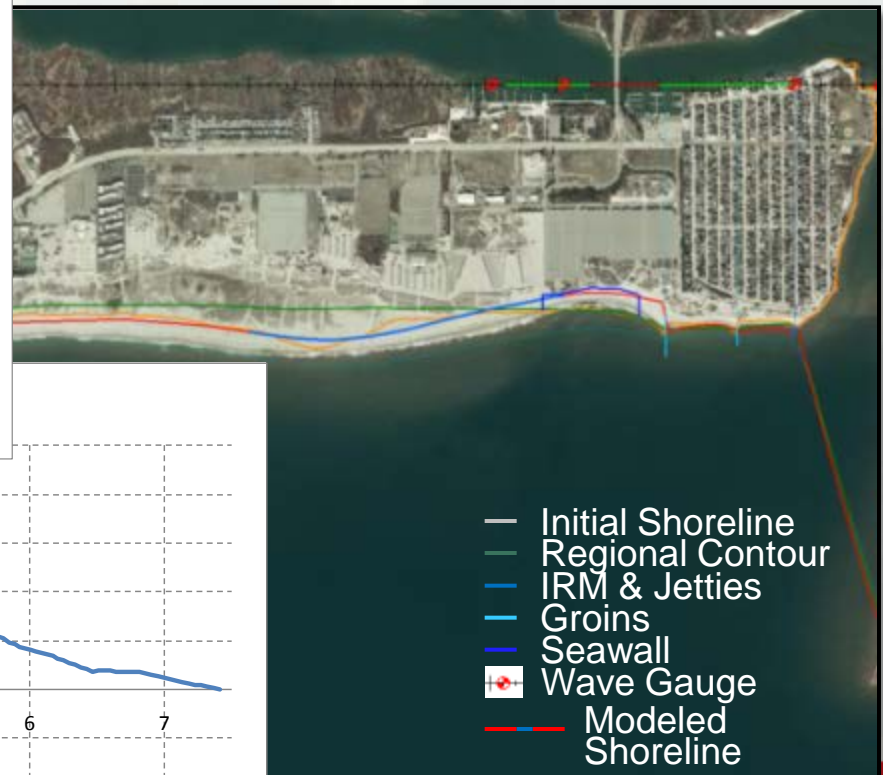 Initial Shoreline
Regional Contour
IRM & Jetties
Groins
Seawall
Wave Gauge
Modeled
Shoreline
6
7